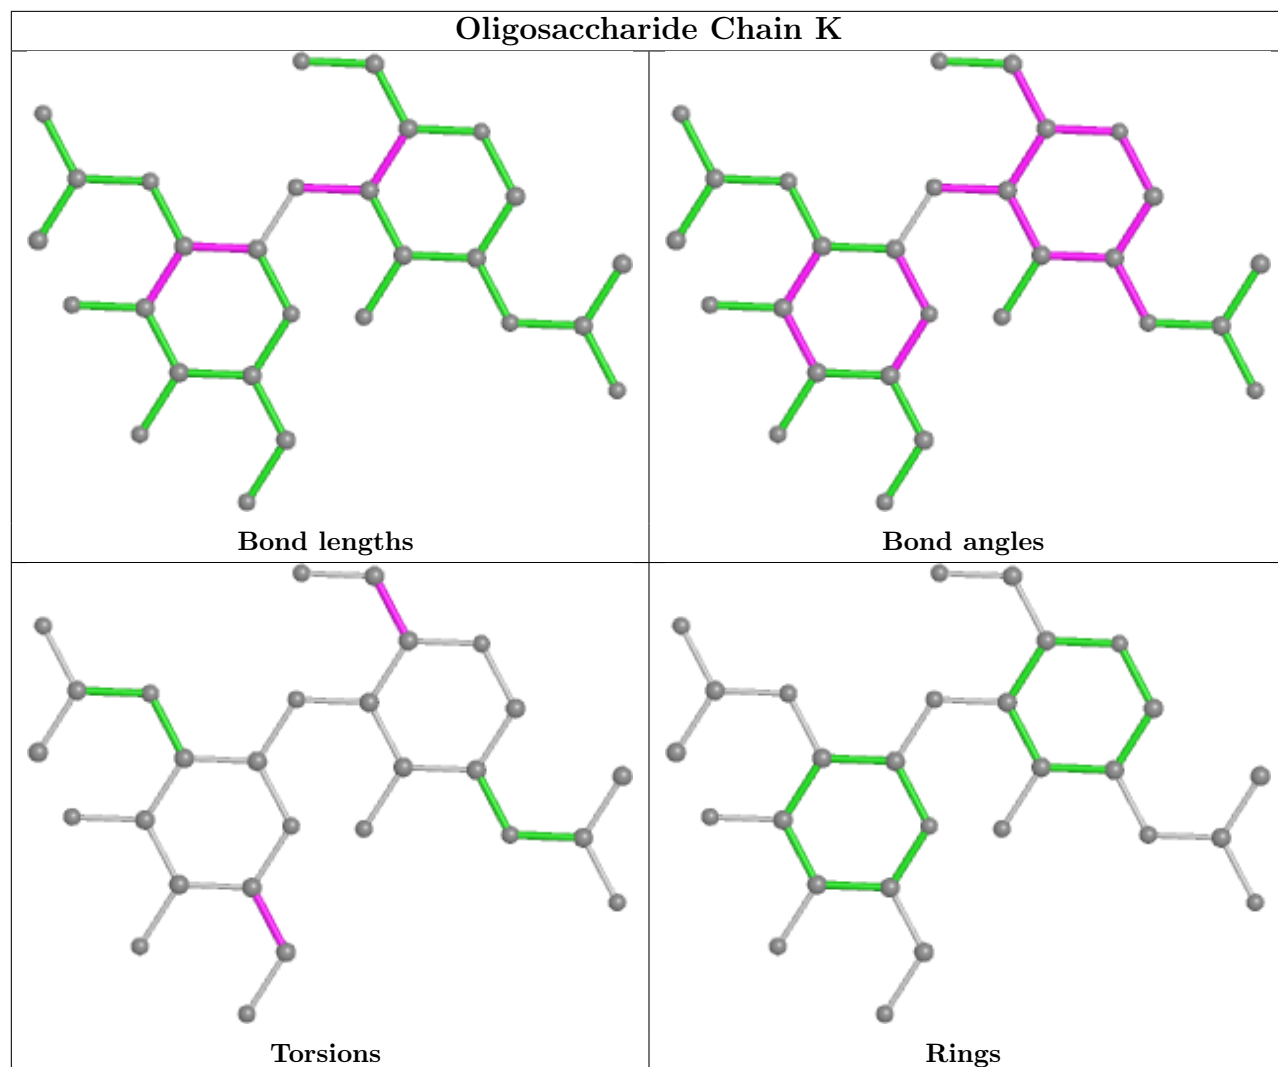 Oligosaccharide Chain K
Bond lengths
Bond angles
Torsions
Rings